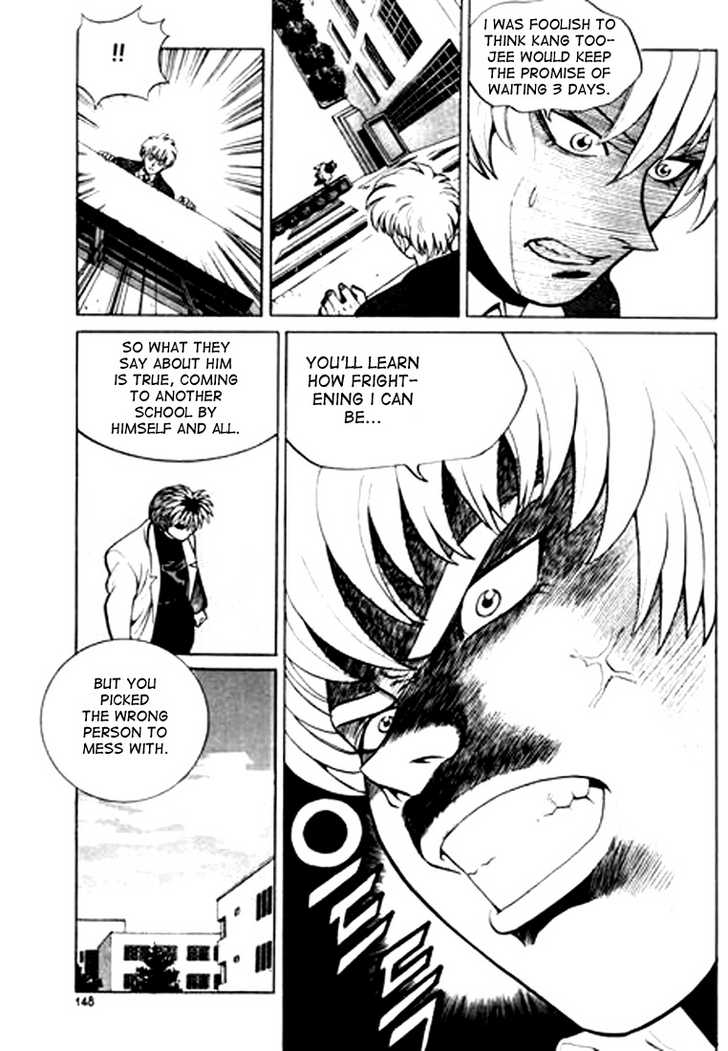 !!
I WAS FOOLISH TO
THINK KANG TOO-
JEE WOULD KEEP
THE PROMISE OF
WAITING 3 DAYS.
SO WHAT THEY
SAY ABOUT HIM
IS TRUE, COMING
TO ANOTHER
SCHOOL BY
HIMSELF AND ALL.
BUT YOU
PICKED
THE WRONG
PERSON TO
MESS WITH.
YOU'LL LEARN
HOW FRIGHT-
ENING I CAN
BE...
148